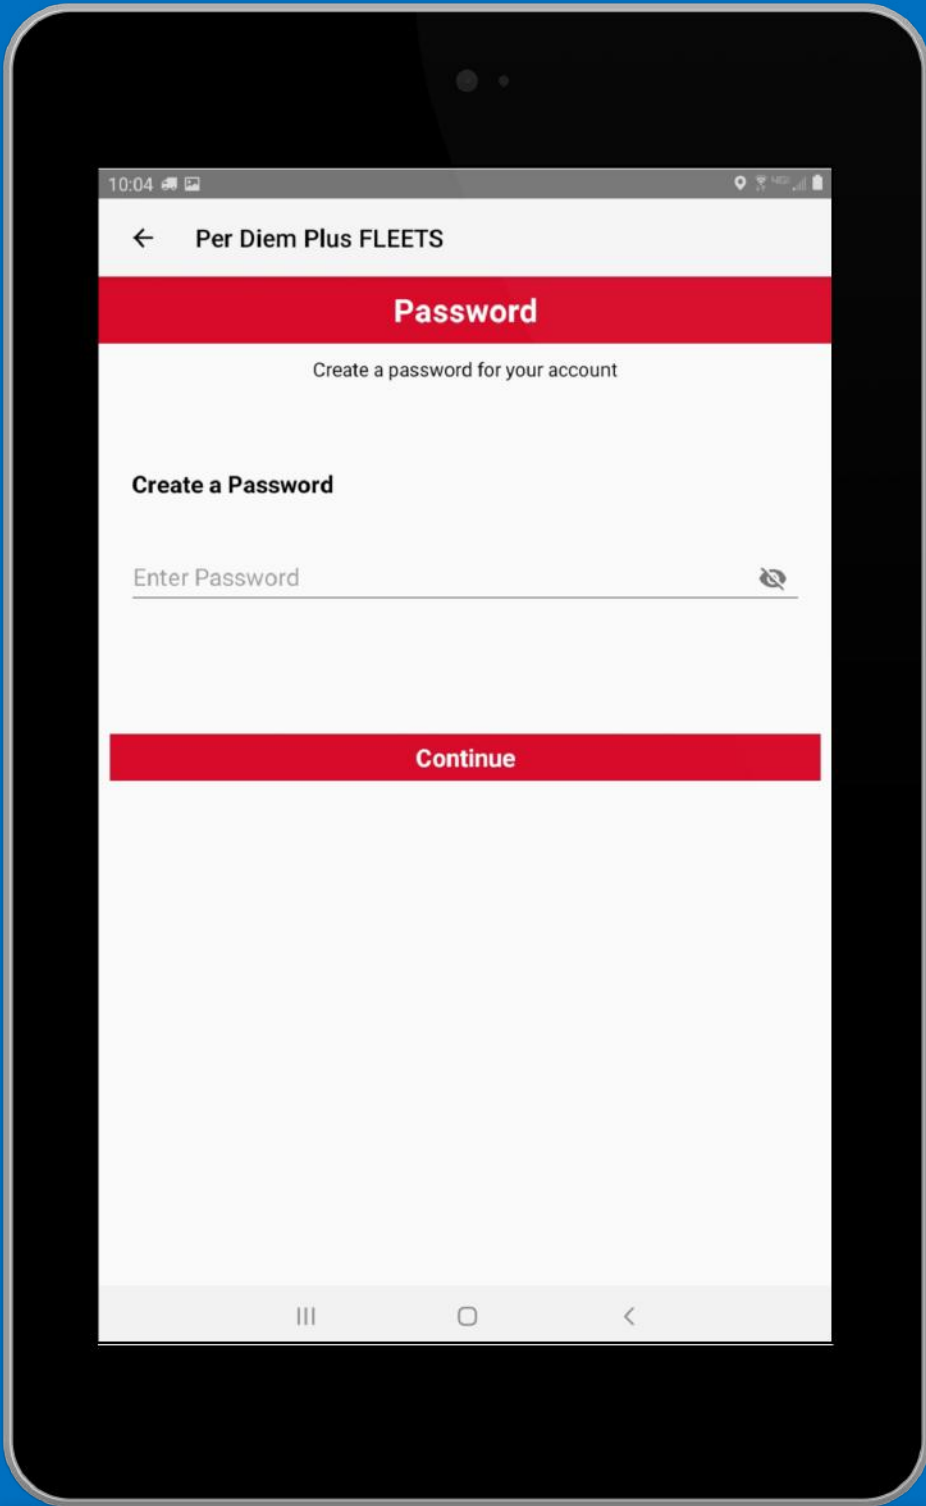 10:04
Per Diem Plus FLEETS
Password
Create a password for your account
Create a Password
Enter Password
Continue